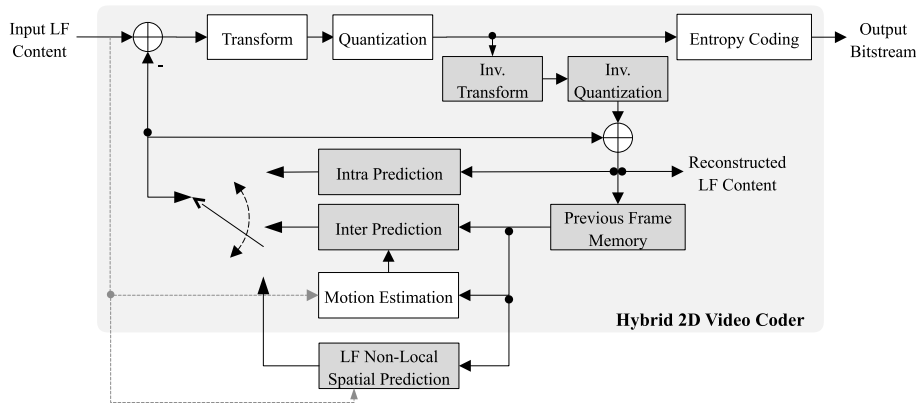 Input LF
Content
-
Transform
Quantization
Entropy Coding
Output
Bitstream
Inv.
Transform
Inv.
Quantization
Intra Prediction
Reconstructed
LF Content
Inter Prediction
Previous Frame
Memory
Motion Estimation
Hybrid 2D Video Coder
LF Non-Local
Spatial Prediction